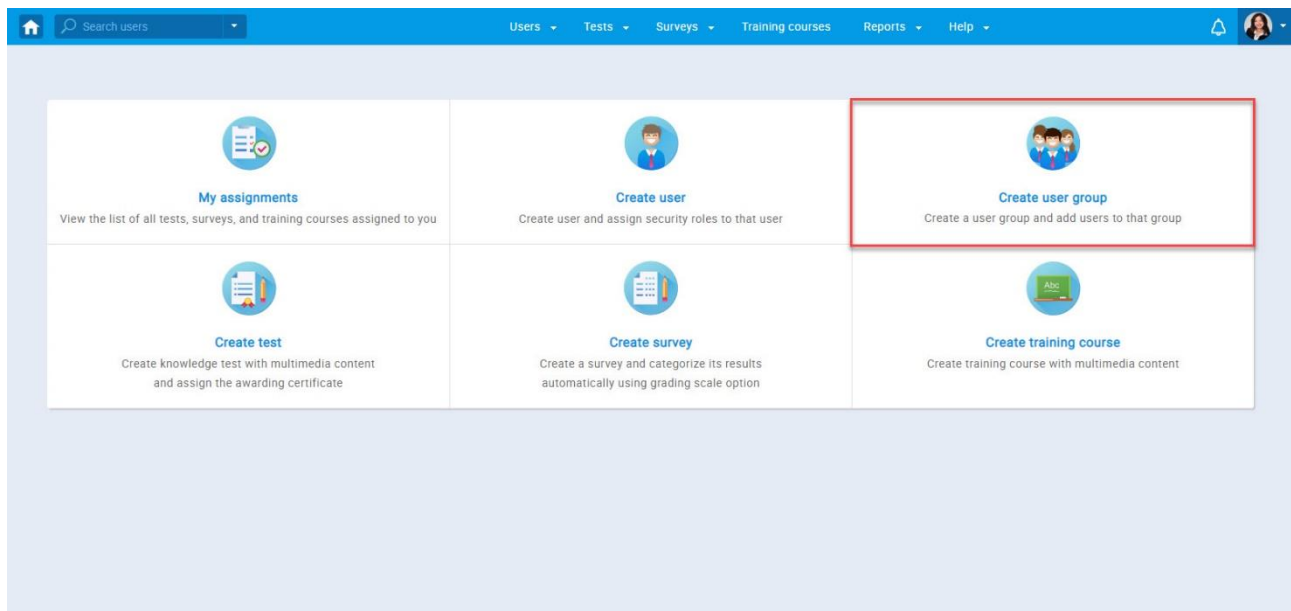 Search users
Users
Tests
Surveys
Training courses
Reports
Help
My assignments
View the list of all tests, surveys, and training courses assigned to you
Create user
Create user and assign security roles to that user
Create user group
Create a user group and add users to that group
Create test
Create knowledge test with multimedia content
and assign the awarding certificate
Create survey
Create a survey and categorize its results
automatically using grading scale option
Abc
Create training course
Create training course with multimedia content